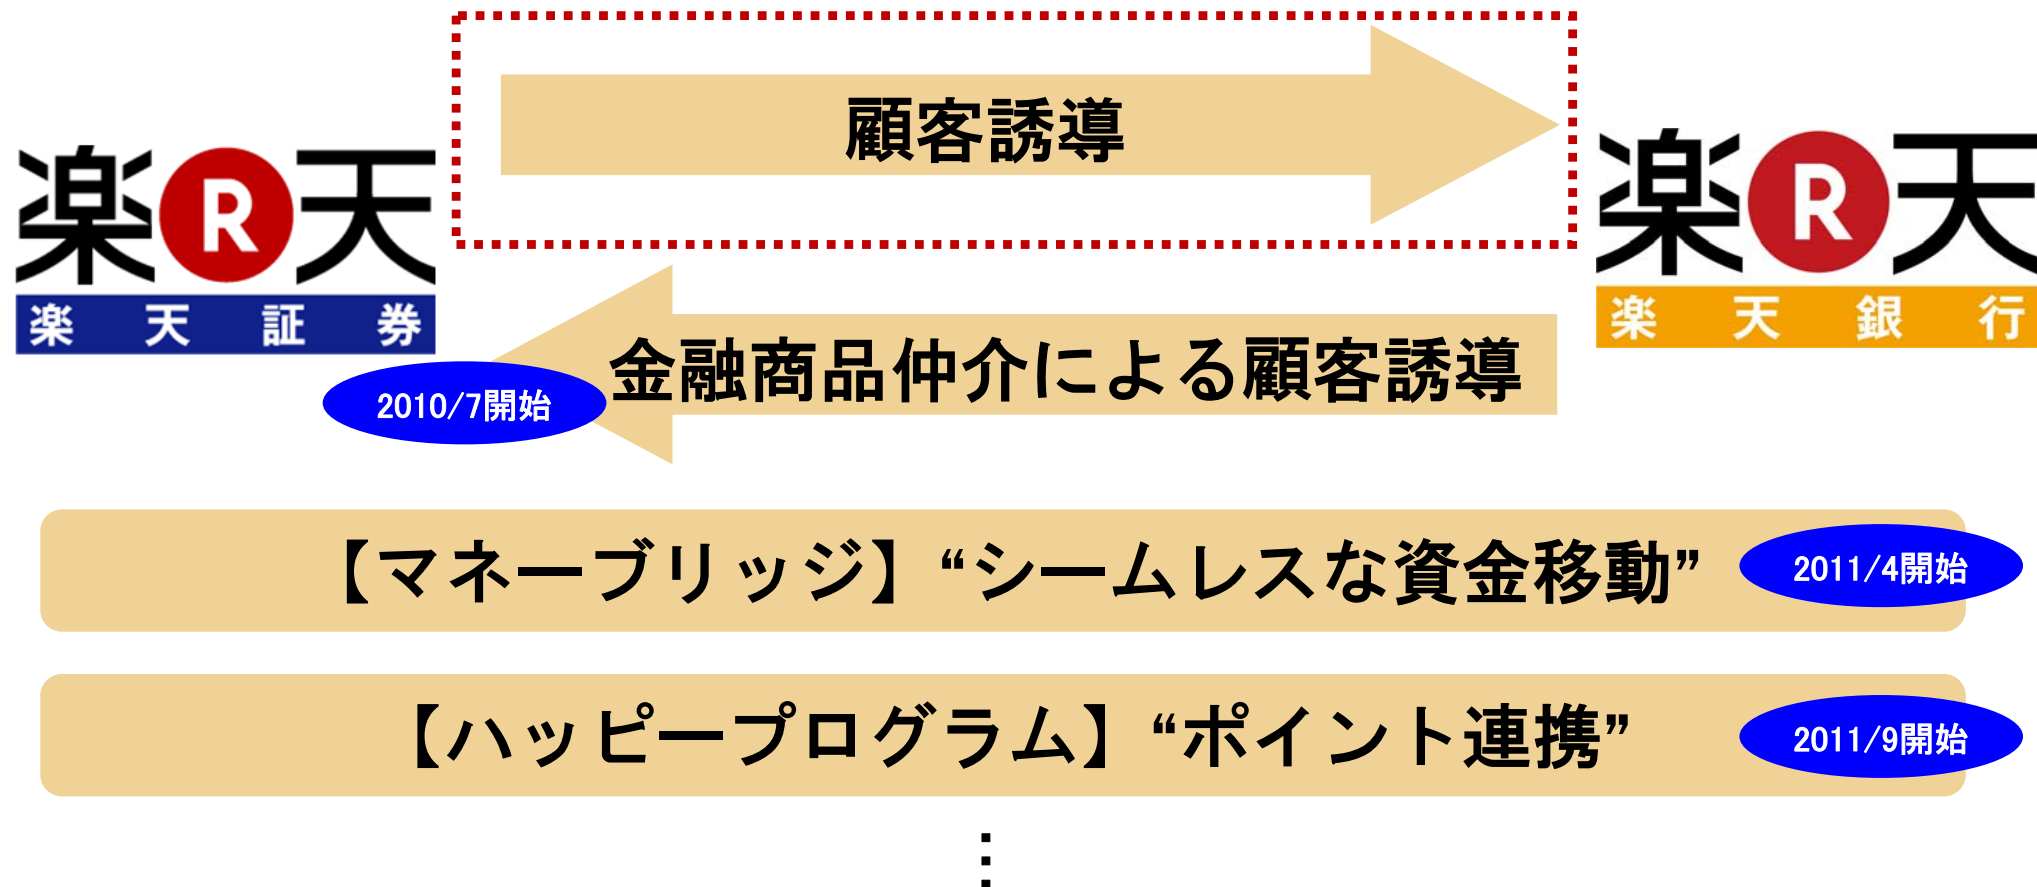 顧客誘導
楽R天
楽天証券
楽R天
楽天銀行
金融商品仲介による顧客誘導
2010/7開始
【マネーブリッジ】“シームレスな資金移動”
2011/4開始
【ハッピープログラム】“ポイント連携”
2011/9開始